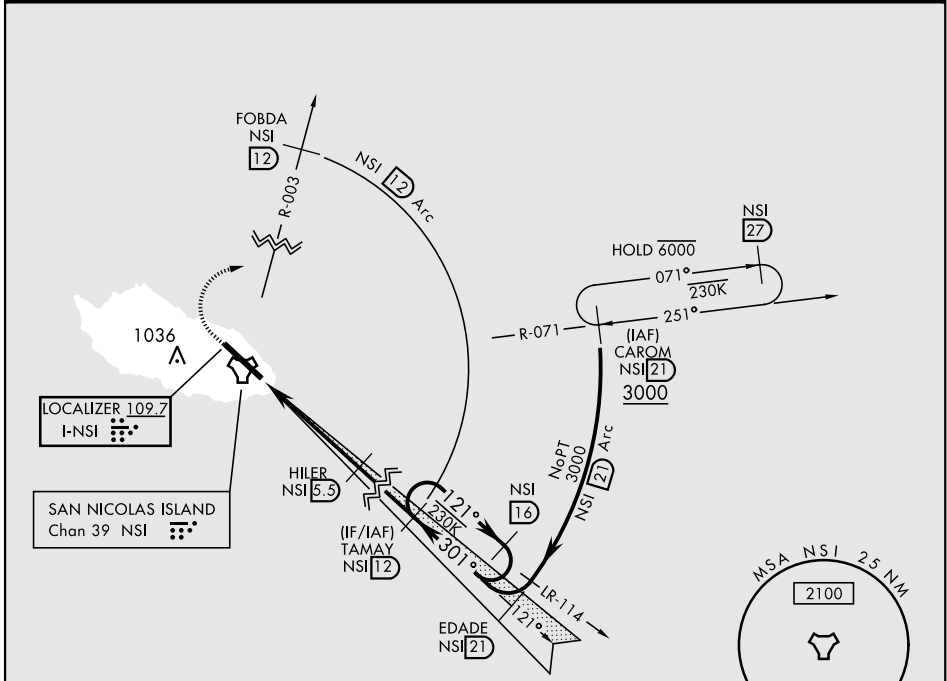 FOBDA
NSI
12
R-003
NSI 12 Arc
NSI
27
HOLD 6000
071°
230K
251°
R-071
(IAF)
CAROM
NSI 21
3000
1036
LOCALIZER 109.7
I-NSI
NoPT
3000
NSI 21 Arc
HILER
NSI 5.5
SAN NICOLAS ISLAND
Chan 39 NSI
NSI
16
121°
230K
301°
(IF/IAF)
TAMAY
NSI 12
LR-114
121°
EDADE
NSI 21
MSA NSI 25 NM
2100